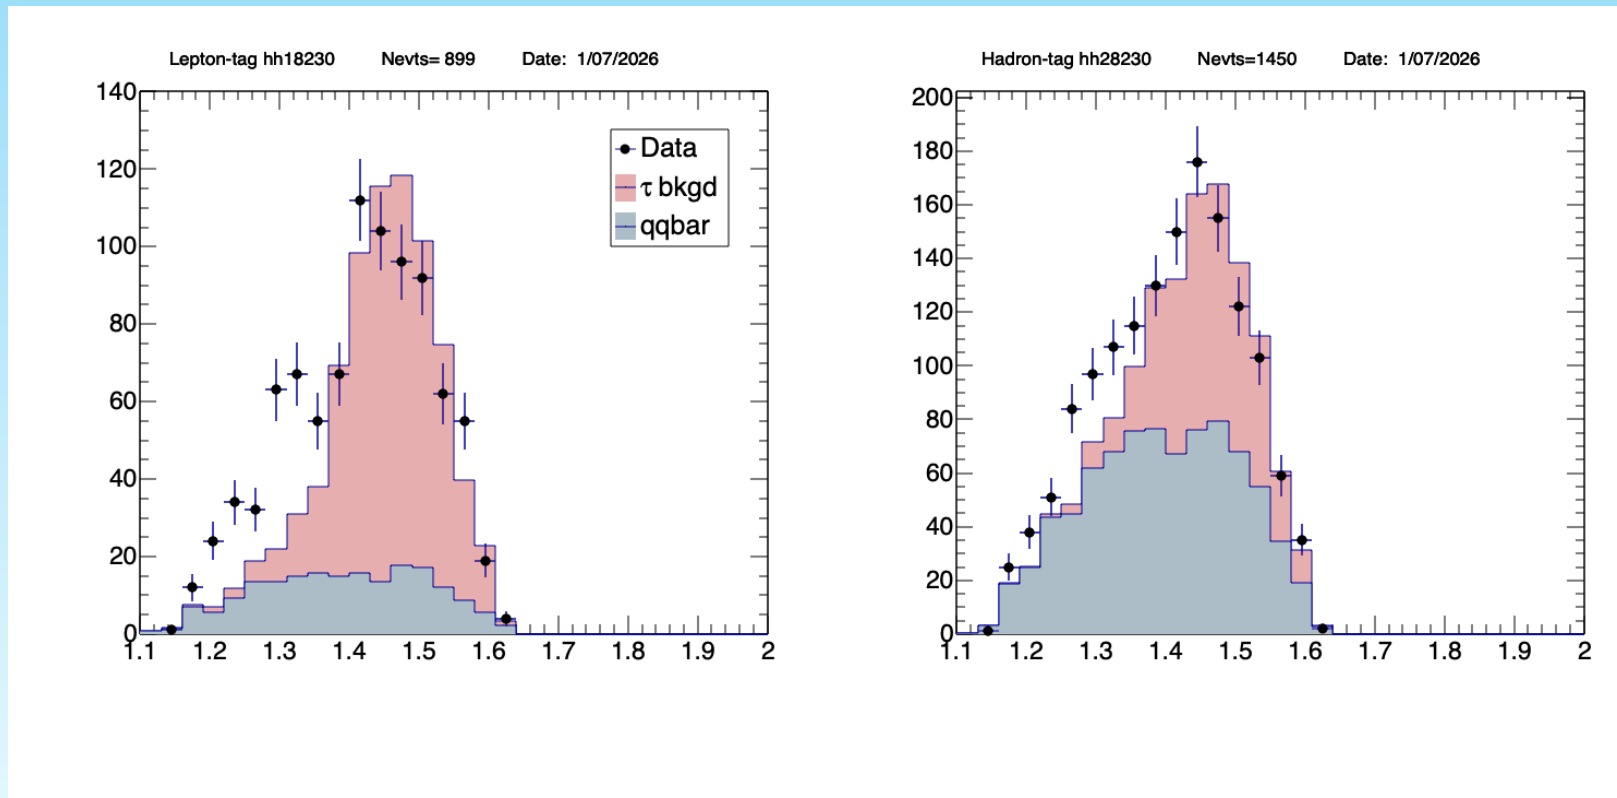 Lepton-tag hh18230 Nevts= 899 Date: 1/07/2026
140
120
100
80
60
40
20
0
1.1 1.2 1.3 1.4 1.5 1.6 1.7 1.8 1.9 2
Data
τ bkgd
qqbar
Hadron-tag hh28230 Nevts=1450 Date: 1/07/2026
200
180
160
140
120
100
80
60
40
20
0
1.1 1.2 1.3 1.4 1.5 1.6 1.7 1.8 1.9 2